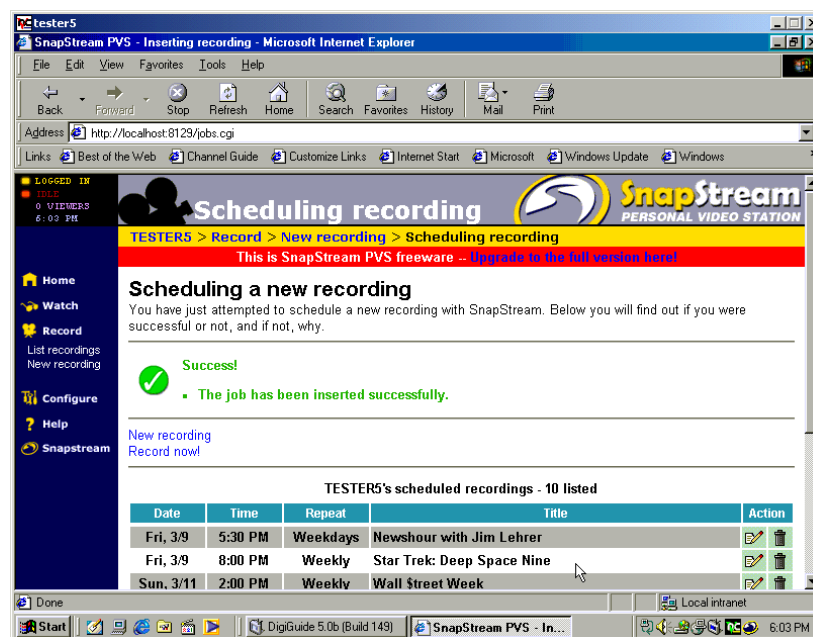 tester5
SnapStream PVS - Inserting recording - Microsoft Internet Explorer
File Edit View Favorites Tools Help
Back Forward Stop Refresh Home Search Favorites History Mail Print
Address http://localhost:8129/jobs.cgi
Links Best of the Web Channel Guide Customize Links Internet Start Microsoft Windows Update Windows
LOGGED IN
IDLE
0 VIEWERS
6:03 PM
Scheduling recording
SnapStream
PERSONAL VIDEO STATION
TESTER5 > Record > New recording > Scheduling recording
This is SnapStream PVS freeware -- Upgrade to the full version here!
Home
Watch
Record
List recordings
New recording
Configure
Help
Snapstream
Scheduling a new recording
You have just attempted to schedule a new recording with SnapStream. Below you will find out if you were
successful or not, and if not, why.
Success!
The job has been inserted successfully.
New recording
Record now!
TESTER5's scheduled recordings - 10 listed
Date Time Repeat Title Action
Fri, 3/9 5:30 PM Weekdays Newshour with Jim Lehrer
Fri, 3/9 8:00 PM Weekly Star Trek: Deep Space Nine
Sun, 3/11 2:00 PM Weekly Wall $treet Week
Done Local intranet
Start DigiGuide 5.0b (Build 149) SnapStream PVS - In... 6:03 PM